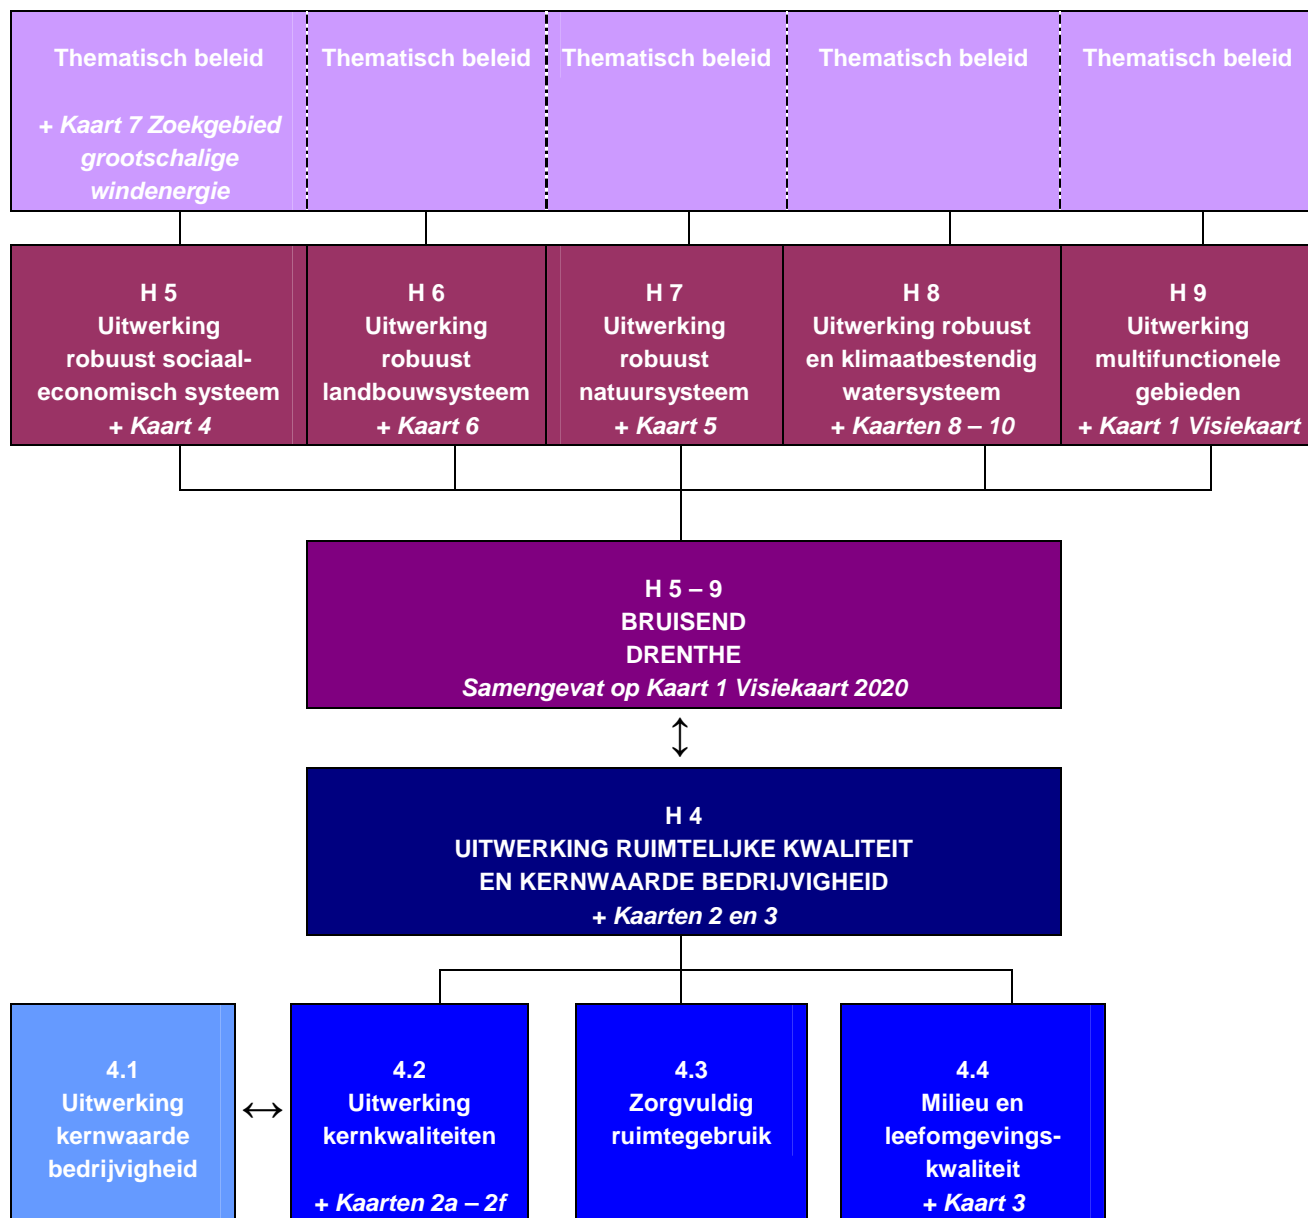 Thematisch beleid
+ Kaart 7 Zoekgebied
grootschalige
windenergie
Thematisch beleid
Thematisch beleid
Thematisch beleid
Thematisch beleid
H 5
Uitwerking
robuust sociaal-
economisch systeem
+ Kaart 4
H 6
Uitwerking
robuust
landbouwsysteem
+ Kaart 6
H 7
Uitwerking
robuust
natuursysteem
+ Kaart 5
H 8
Uitwerking robuust
en klimaatbestendig
watersysteem
+ Kaarten 8 – 10
H 9
Uitwerking
multifunctionele
gebieden
+ Kaart 1 Visiekaart
H 5 – 9
BRUISEND
DRENTHE
Samengevat op Kaart 1 Visiekaart 2020
H 4
UITWERKING RUIMTELIJKE KWALITEIT
EN KERNWAARDE BEDRIJVIGHEID
+ Kaarten 2 en 3
4.1
Uitwerking
kernwaarde
bedrijvigheid
4.2
Uitwerking
kernkwaliteiten
+ Kaarten 2a – 2f
4.3
Zorgvuldig
ruimtegebruik
4.4
Milieu en
leefomgevings-
kwaliteit
+ Kaart 3